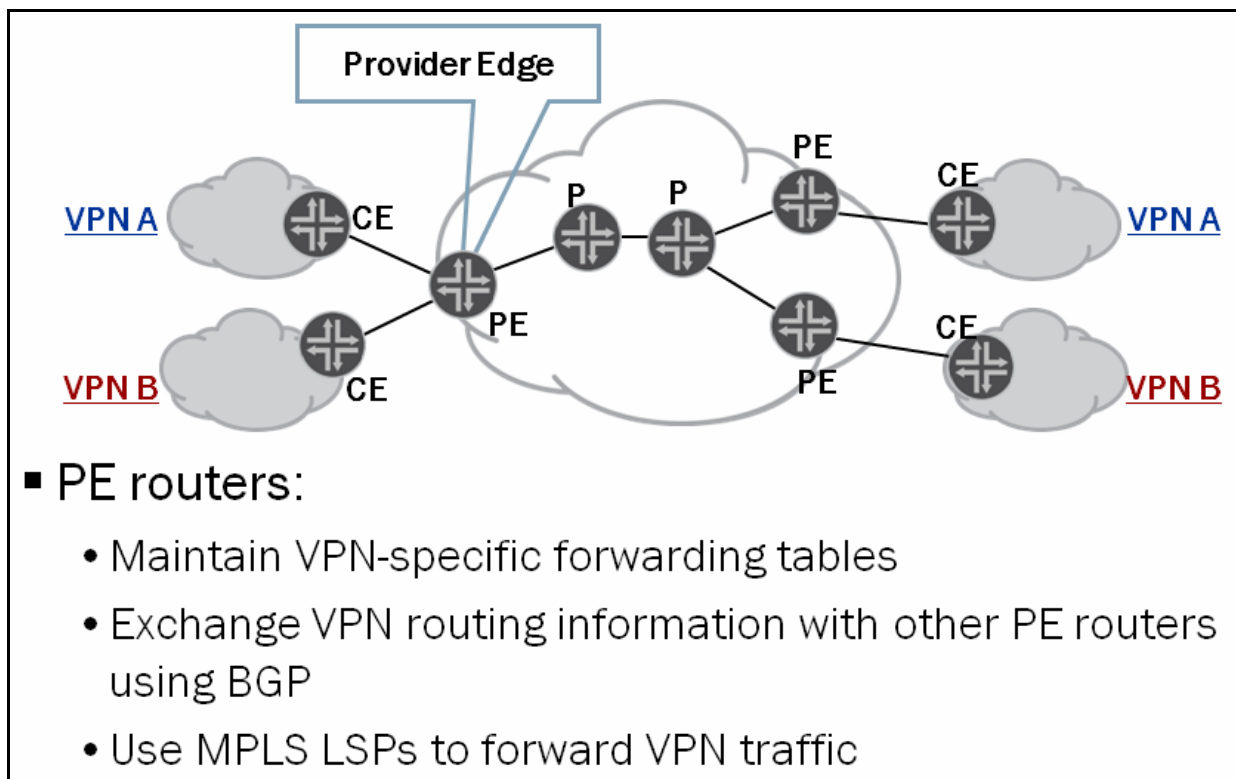 Provider Edge
PE
P
P
CE
CE
VPN A
VPN A
PE
CE
CE
PE
VPN B
VPN B
▪ PE routers:
• Maintain VPN-specific forwarding tables
• Exchange VPN routing information with other PE routers
using BGP
• Use MPLS LSPs to forward VPN traffic